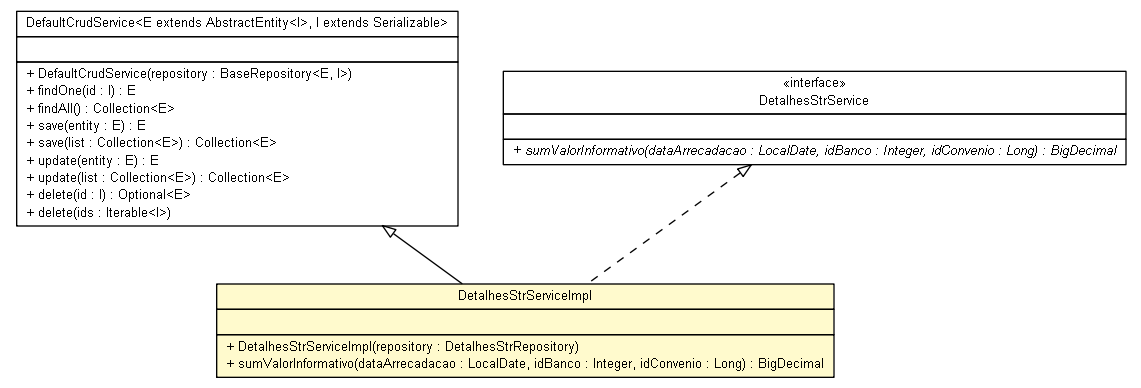 DefaultCrudService<E extends AbstractEntity<I>, I extends Serializable>
+ DefaultCrudService(repository : BaseRepository<E, I>)
+ findOne(id : I) : E
+ findAll() : Collection<E>
+ save(entity : E) : E
+ save(list : Collection<E>) : Collection<E>
+ update(entity : E) : E
+ update(list : Collection<E>) : Collection<E>
+ delete(id : I) : Optional<E>
+ delete(ids : Iterable<I>)
«interface»
DetalhesStrService
+ sumValorInformativo(dataArrecadacao : LocalDate, idBanco : Integer, idConvenio : Long) : BigDecimal
DetalhesStrServiceImpl
+ DetalhesStrServiceImpl(repository : DetalhesStrRepository)
+ sumValorInformativo(dataArrecadacao : LocalDate, idBanco : Integer, idConvenio : Long) : BigDecimal